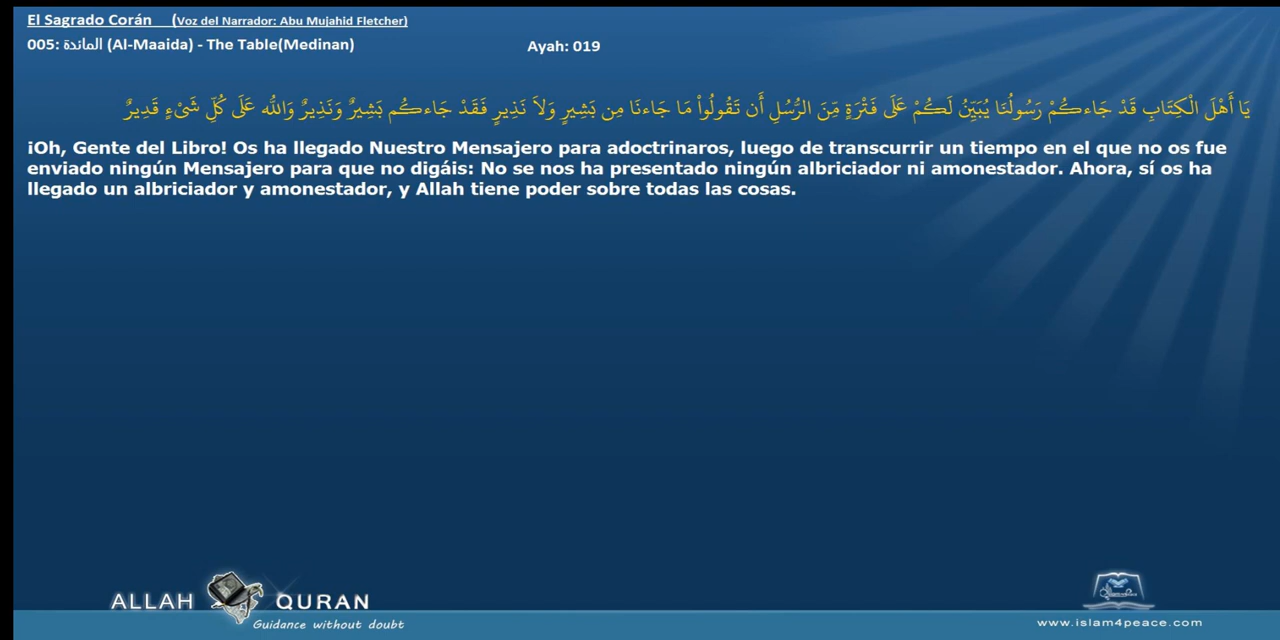 El Sagrado Corán (Voz del Narrador: Abu Mujahid Fletcher)
005: المائدة (Al-Maaida) - The Table(Medinan) Ayah: 019
يَا أَهْلَ الْكِتَابِ قَدْ جَاءكُمْ رَسُولُنَا يُبَيِّنُ لَكُمْ عَلَى فَتْرَةٍ مِّنَ الرُّسُلِ أَن تَقُولُواْ مَا جَاءنَا مِن بَشِيرٍ وَلاَ نَذِيرٍ فَقَدْ جَاءكُم بَشِيرٌ وَنَذِيرٌ وَاللّهُ عَلَى كُلِّ شَيْءٍ قَدِيرٌ
¡Oh, Gente del Libro! Os ha llegado Nuestro Mensajero para adoctrinaros, luego de transcurrir un tiempo en el que no os fue
enviado ningún Mensajero para que no digáis: No se nos ha presentado ningún albriciador ni amonestador. Ahora, sí os ha
llegado un albriciador y amonestador, y Allah tiene poder sobre todas las cosas.
ALLAH QURAN
Guidance without doubt
www.islam4peace.com